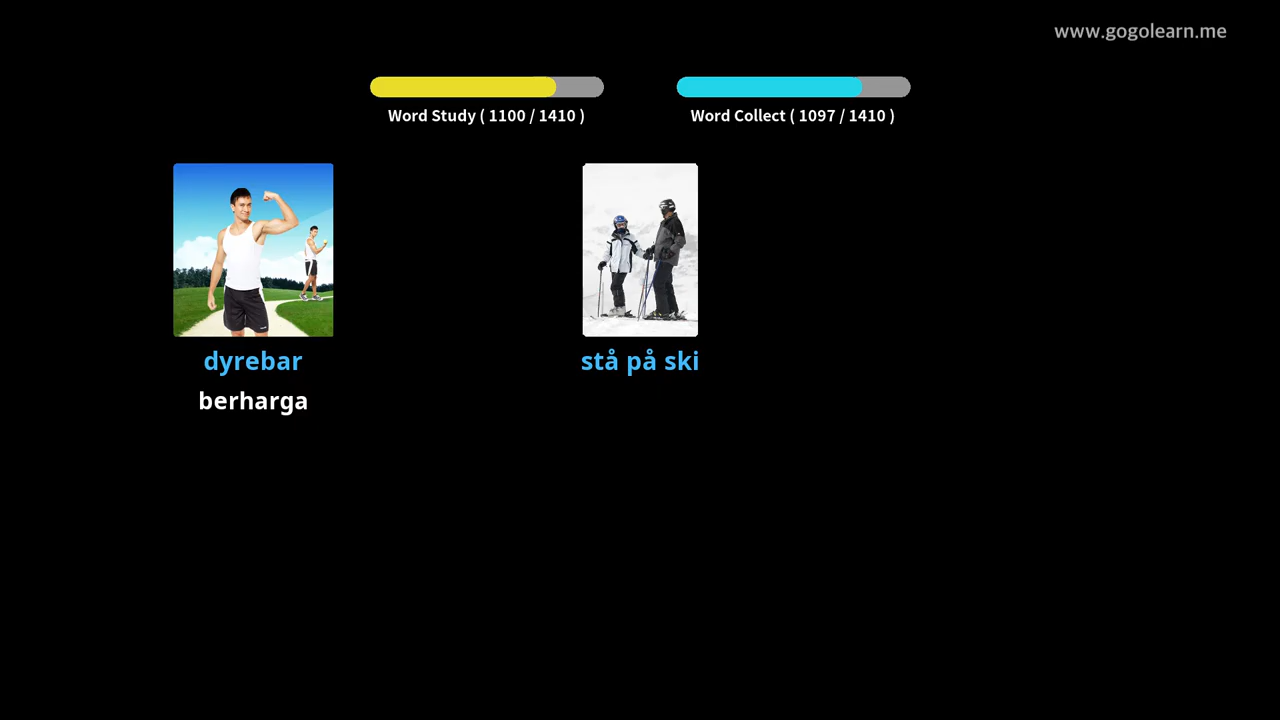 www.gogolearn.me
Word Study ( 1100 / 1410 )
Word Collect ( 1097 / 1410 )
dyrebar
berharga
stå på ski